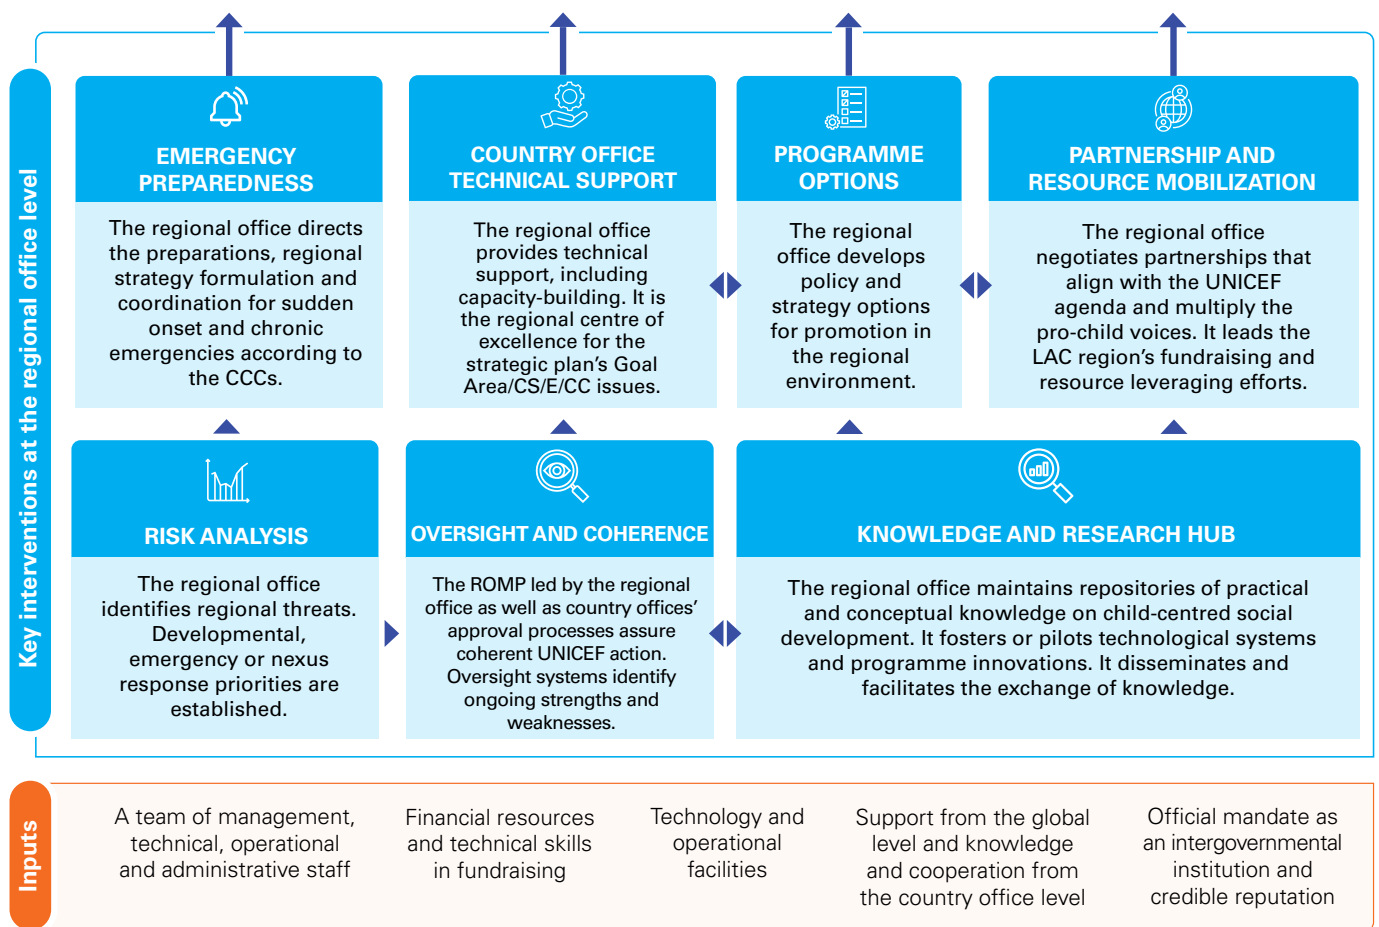 Key interventions at the regional office level
EMERGENCY
PREPAREDNESS
The regional office directs
the preparations, regional
strategy formulation and
coordination for sudden
onset and chronic
emergencies according to
the CCCs.
COUNTRY OFFICE
TECHNICAL SUPPORT
The regional office
provides technical
support, including
capacity-building. It is
the regional centre of
excellence for the
strategic plan’s Goal
Area/CS/E/CC issues.
PROGRAMME
OPTIONS
The regional
office develops
policy and
strategy options
for promotion in
the regional
environment.
PARTNERSHIP AND
RESOURCE MOBILIZATION
The regional office
negotiates partnerships that
align with the UNICEF
agenda and multiply the
pro-child voices. It leads the
LAC region’s fundraising and
resource leveraging efforts.
RISK ANALYSIS
The regional office
identifies regional threats.
Developmental,
emergency or nexus
response priorities are
established.
OVERSIGHT AND COHERENCE
The ROMP led by the regional
office as well as country offices’
approval processes assure
coherent UNICEF action.
Oversight systems identify
ongoing strengths and
weaknesses.
KNOWLEDGE AND RESEARCH HUB
The regional office maintains repositories of practical
and conceptual knowledge on child-centred social
development. It fosters or pilots technological systems
and programme innovations. It disseminates and
facilitates the exchange of knowledge.
Inputs
A team of management,
technical, operational
and administrative staff
Financial resources
and technical skills
in fundraising
Technology and
operational
facilities
Support from the global
level and knowledge
and cooperation from
the country office level
Official mandate as
an intergovernmental
institution and
credible reputation